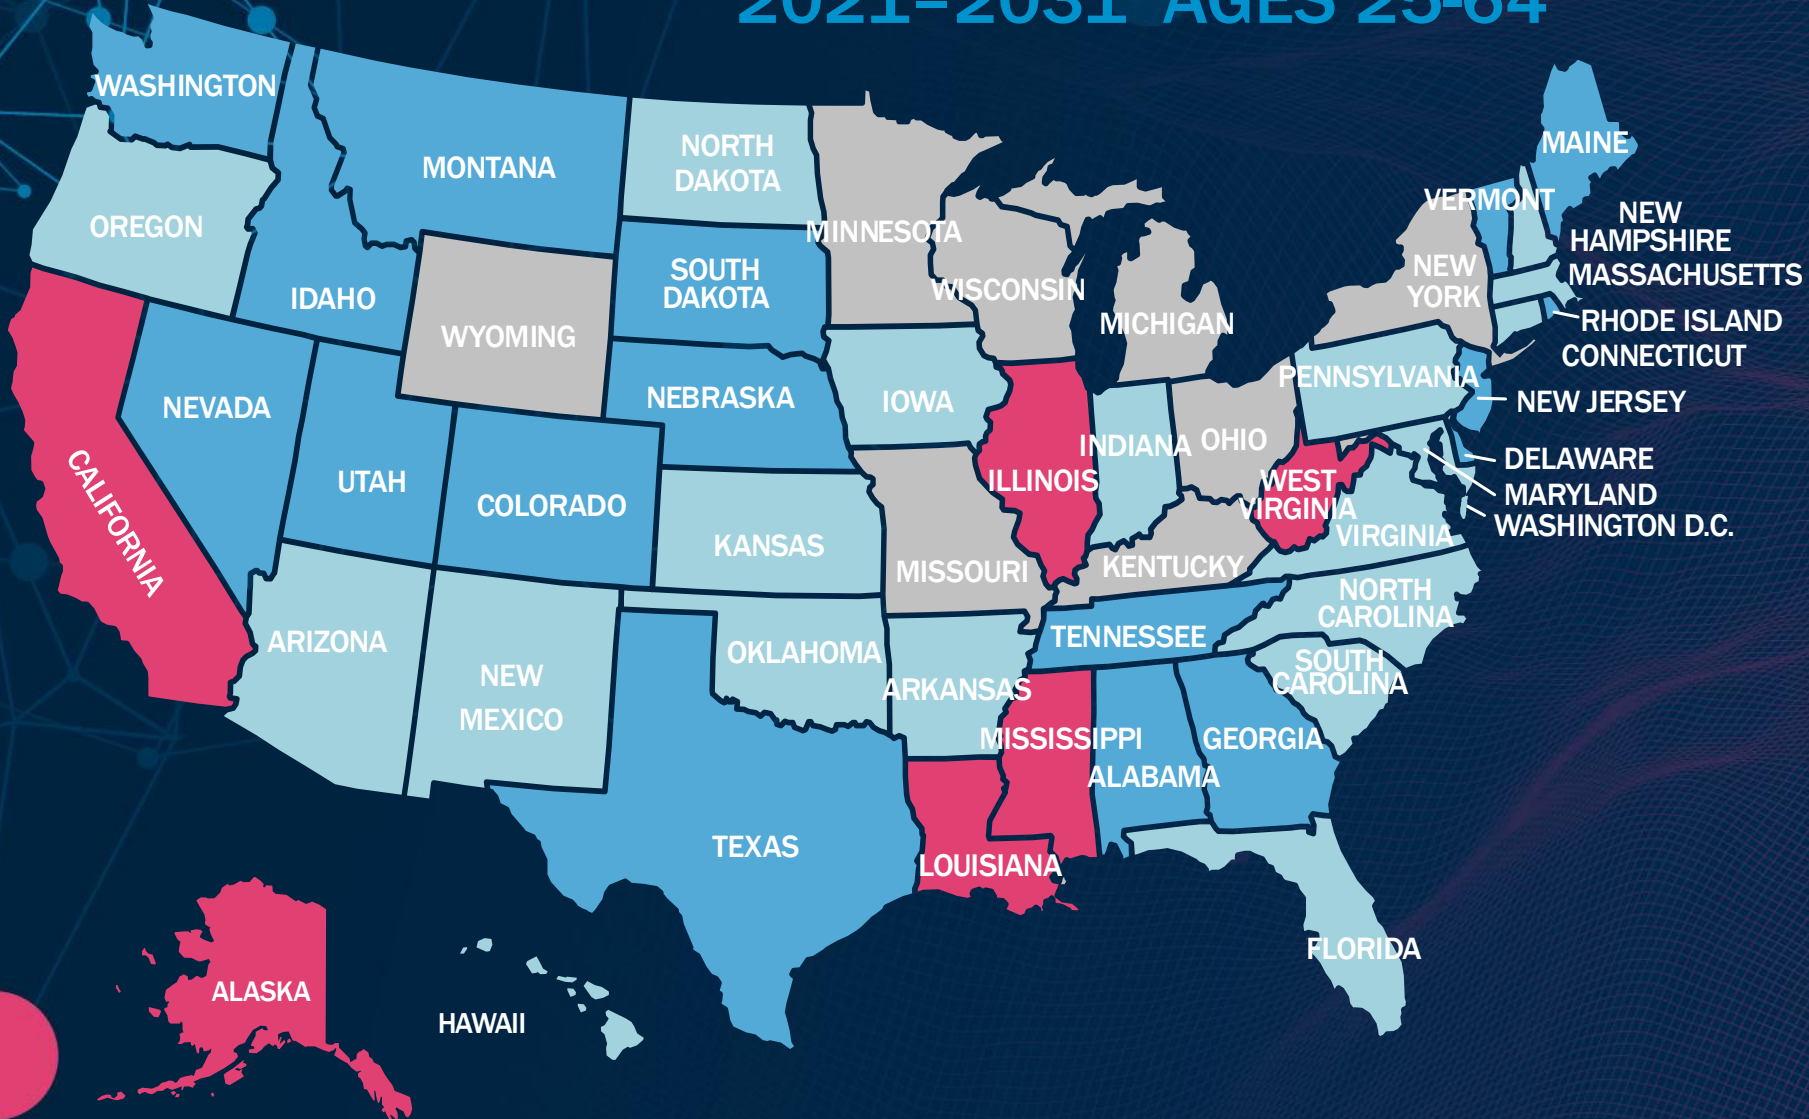 2021–2031 AGES 25-64
WASHINGTON
MONTANA
NORTH
DAKOTA
MINNESOTA
OREGON
IDAHO
SOUTH
DAKOTA
WISCONSIN
WYOMING
MICHIGAN
NEW
YORK
VERMONT
MAINE
NEW
HAMPSHIRE
MASSACHUSETTS
RHODE ISLAND
CONNECTICUT
PENNSYLVANIA
NEW JERSEY
NEVADA
NEBRASKA
IOWA
INDIANA
OHIO
ILLINOIS
WEST
VIRGINIA
VIRGINIA
DELAWARE
MARYLAND
WASHINGTON D.C.
CALIFORNIA
UTAH
COLORADO
KANSAS
MISSOURI
KENTUCKY
NORTH
CAROLINA
TENNESSEE
SOUTH
CAROLINA
ARIZONA
NEW
MEXICO
OKLAHOMA
ARKANSAS
MISSISSIPPI
ALABAMA
GEORGIA
TEXAS
LOUISIANA
FLORIDA
ALASKA
HAWAII